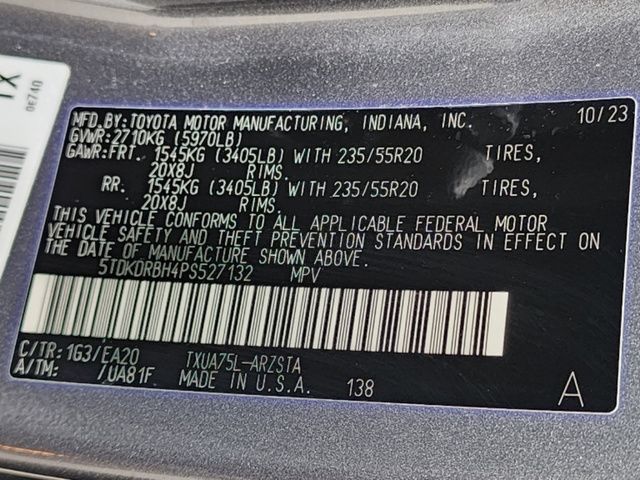 XL
0E740
MFD.BY:TOYOTA MOTOR MANUFACTURING, INDIANA, INC. 10/23
GVWR:2710KG (5970LB)
GAWR:FRT. 1545KG (3405LB) WITH 235/55R20 TIRES,
20X8J RIMS.
RR. 1545KG (3405LB) WITH 235/55R20 TIRES,
20X8J RIMS.
THIS VEHICLE CONFORMS TO ALL APPLICABLE FEDERAL MOTOR
VEHICLE SAFETY AND THEFT PREVENTION STANDARDS IN EFFECT ON
THE DATE OF MANUFACTURE SHOWN ABOVE.
5TDKDRBH4PS527132 MPV
C/TR:1G3/EA20 TXUA75L-ARZSTA
A/TM: /UA81F MADE IN U.S.A. 138 A